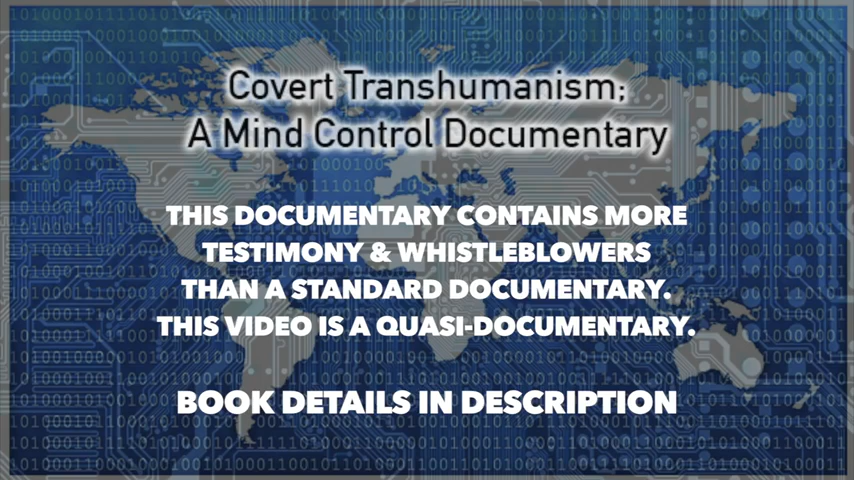 Covert Transhumanism;
A Mind Control Documentary
THIS DOCUMENTARY CONTAINS MORE
TESTIMONY & WHISTLEBLOWERS
THAN A STANDARD DOCUMENTARY.
THIS VIDEO IS A QUASI-DOCUMENTARY.
BOOK DETAILS IN DESCRIPTION